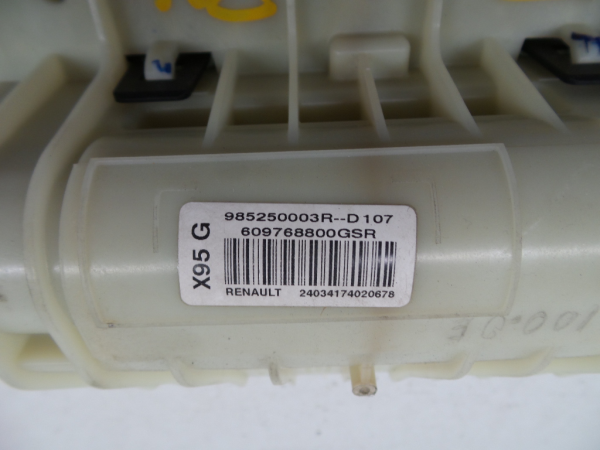 X95 G
985250003R--D107
609768800GSR
RENAULT 24034174020678